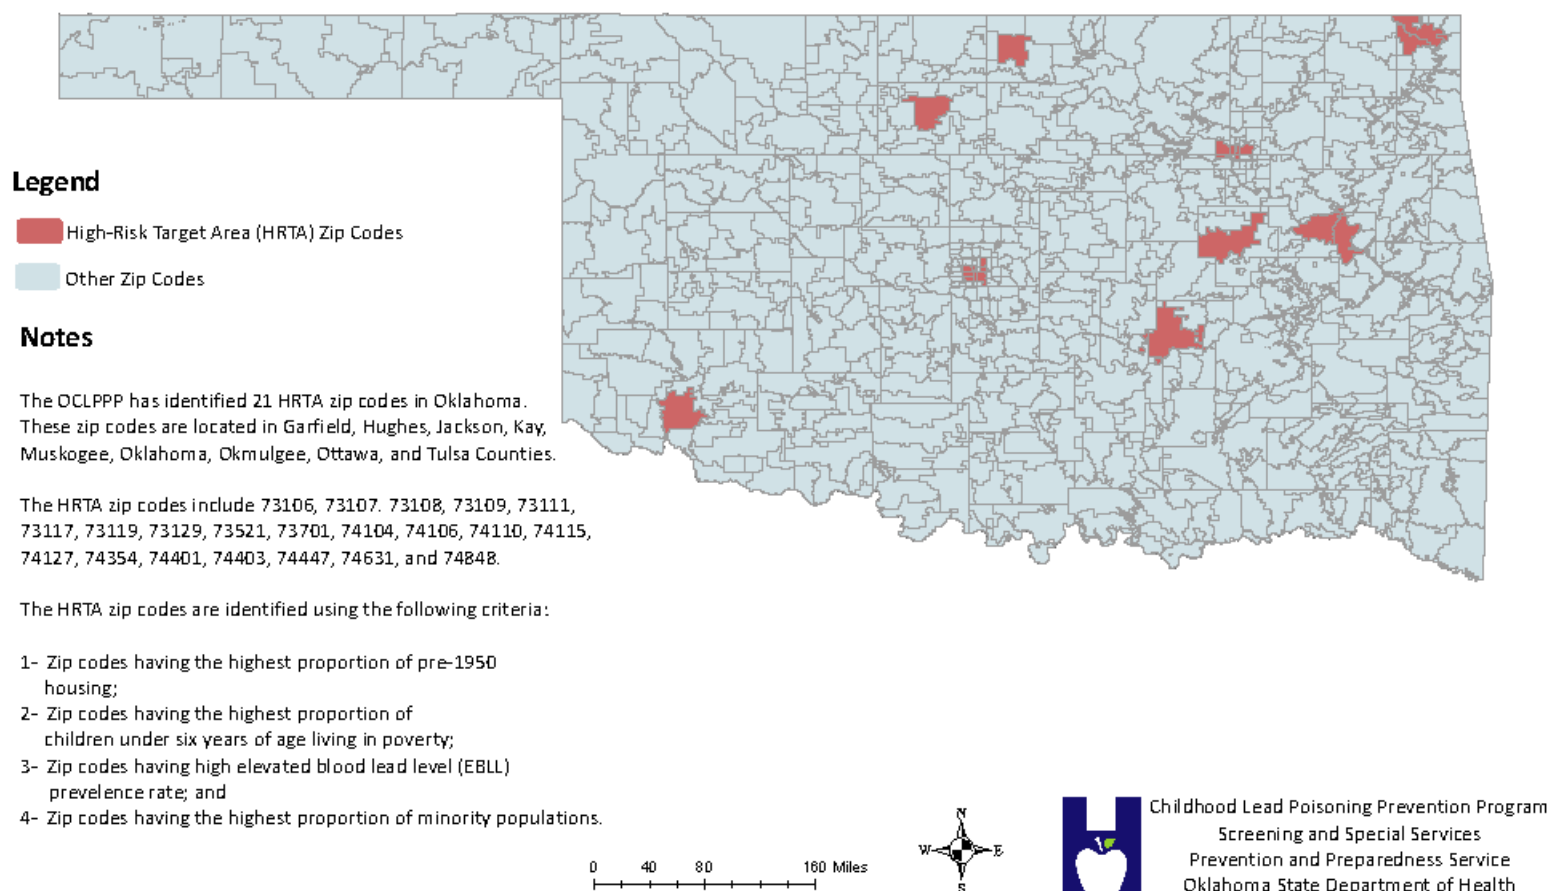 Legend
High-Risk Target Area (HRTA) Zip Codes
Other Zip Codes
Notes
The OCLPPP has identified 21 HRTA zip codes in Oklahoma.
These zip codes are located in Garfield, Hughes, Jackson, Kay,
Muskogee, Oklahoma, Okmulgee, Ottawa, and Tulsa Counties.
The HRTA zip codes include 73106, 73107. 73108, 73109, 73111,
73117, 73119, 73129, 73521, 73701, 74104, 74106, 74110, 74115,
74127, 74354, 74401, 74403, 74447, 74631, and 74848.
The HRTA zip codes are identified using the following criteria:
1- Zip codes having the highest proportion of pre-1950
housing;
2- Zip codes having the highest proportion of
children under six years of age living in poverty;
3- Zip codes having high elevated blood lead level (EBLL)
prevelence rate; and
4- Zip codes having the highest proportion of minority populations.
0 40 80 160 Miles
N
W E
S
Childhood Lead Poisoning Prevention Program
Screening and Special Services
Prevention and Preparedness Service
Oklahoma State Department of Health